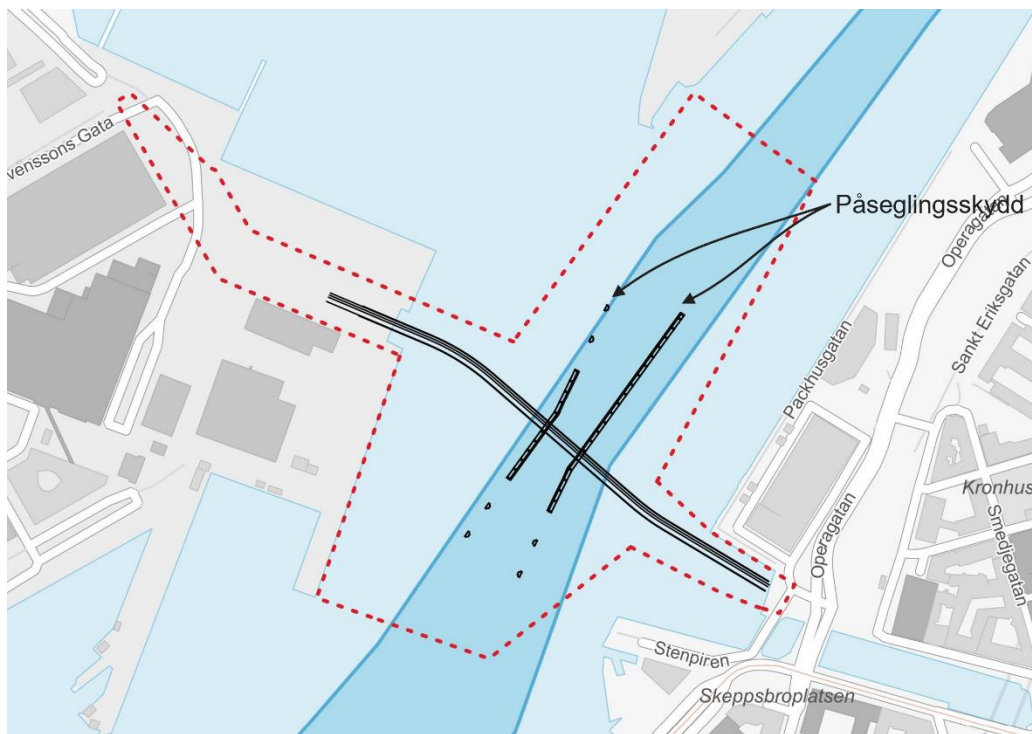 venssons Gata
Påseglingsskydd
Operagatan
Sankt Eriksgatan
Packhusgatan
Kronhus
Smedjegatan
Operagatan
Stenpiren
Skeppsbroplatsen